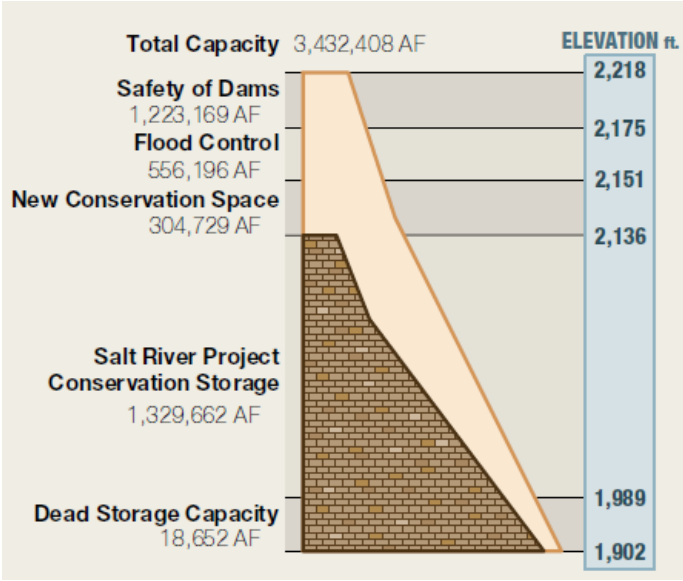 Total Capacity 3,432,408 AF
ELEVATION ft.
2,218
Safety of Dams
1,223,169 AF
2,175
Flood Control
556,196 AF
2,151
New Conservation Space
304,729 AF
2,136
Salt River Project
Conservation Storage
1,329,662 AF
1,989
Dead Storage Capacity
18,652 AF
1,902